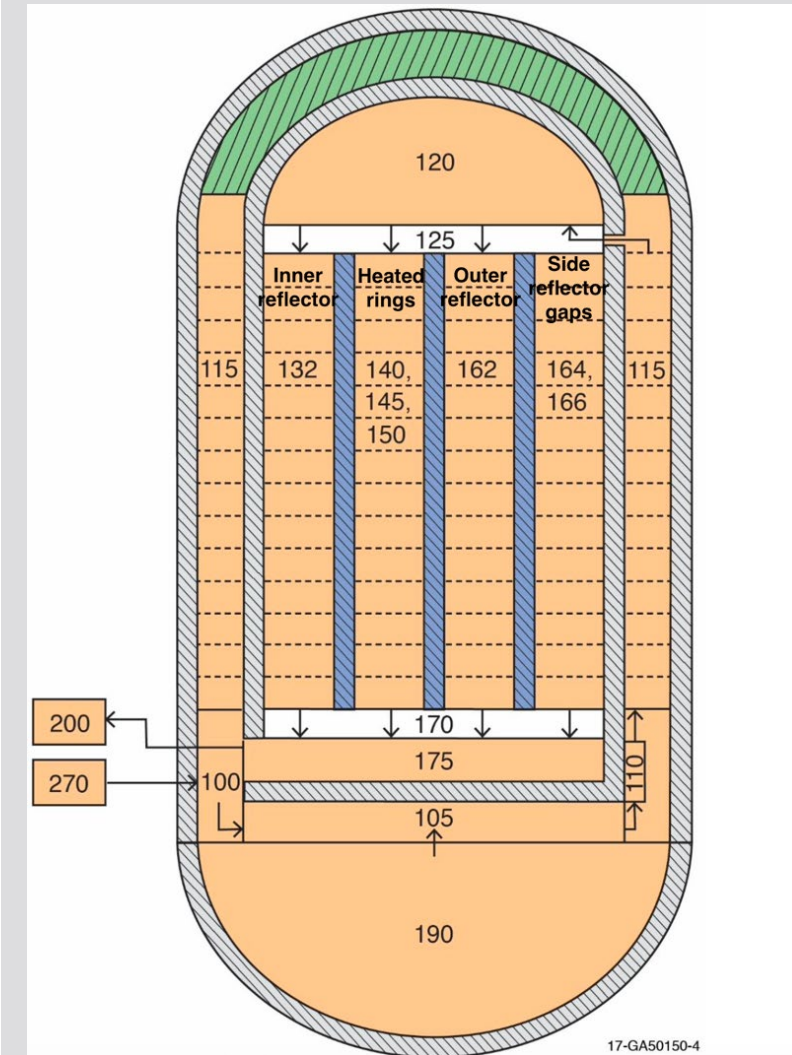 120
125
Inner
reflector
Heated
rings
Outer
reflector
Side
reflector
gaps
115
132
140,
145,
150
162
164,
166
115
170
200
175
270
100
110
105
190
17-GA50150-4